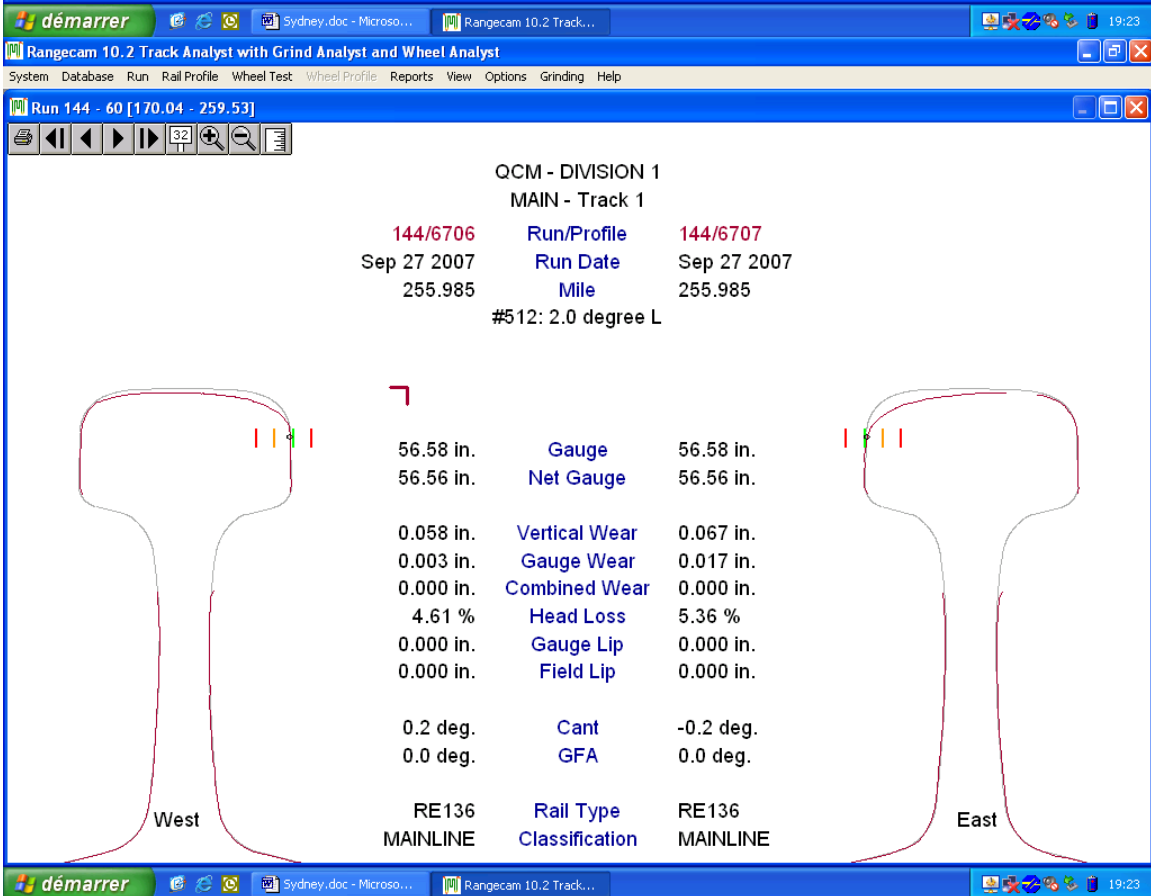 démarrer Sydney.doc - Microso... Rangecam 10.2 Track... 19:23
Rangecam 10.2 Track Analyst with Grind Analyst and Wheel Analyst
System Database Run Rail Profile Wheel Test Wheel Profile Reports View Options Grinding Help
Run 144 - 60 [170.04 - 259.53]
32
QCM - DIVISION 1
MAIN - Track 1
144/6706 Run/Profile 144/6707
Sep 27 2007 Run Date Sep 27 2007
255.985 Mile 255.985
#512: 2.0 degree L
56.58 in. Gauge 56.58 in.
56.56 in. Net Gauge 56.56 in.
0.058 in. Vertical Wear 0.067 in.
0.003 in. Gauge Wear 0.017 in.
0.000 in. Combined Wear 0.000 in.
4.61 % Head Loss 5.36 %
0.000 in. Gauge Lip 0.000 in.
0.000 in. Field Lip 0.000 in.
0.2 deg. Cant -0.2 deg.
0.0 deg. GFA 0.0 deg.
RE136 Rail Type RE136
West East
MAINLINE Classification MAINLINE
démarrer Sydney.doc - Microso... Rangecam 10.2 Track... 19:23